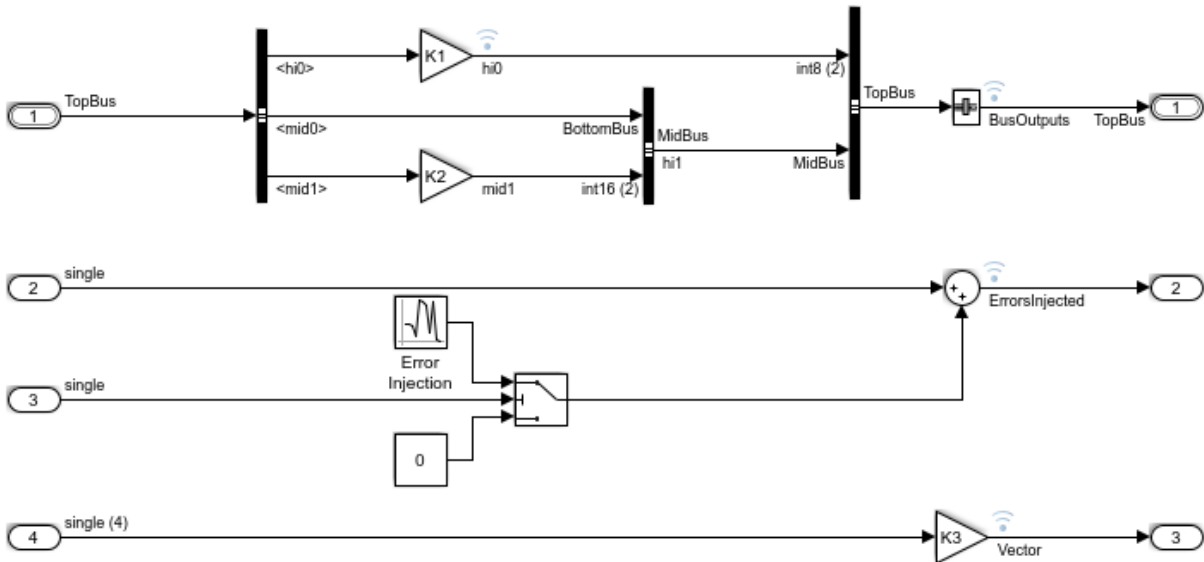 <hi0>
K1
hi0
int8 (2)
TopBus
1
<mid0>
BottomBus
MidBus
hi1
MidBus
TopBus
BusOutputs
TopBus
1
<mid1>
K2
mid1
int16 (2)
single
2
ErrorsInjected
2
Error
Injection
single
3
0
single (4)
4
K3
Vector
3